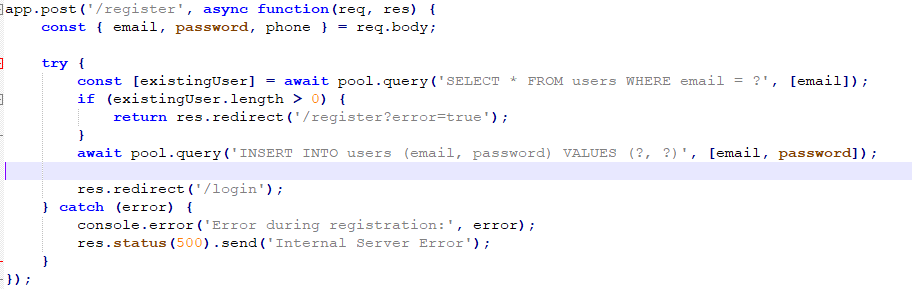 app.post('/register', async function(req, res) {
    const { email, password, phone } = req.body;

    try {
        const [existingUser] = await pool.query('SELECT * FROM users WHERE email = ?', [email]);
        if (existingUser.length > 0) {
            return res.redirect('/register?error=true');
        }
        await pool.query('INSERT INTO users (email, password) VALUES (?, ?)', [email, password]);

        res.redirect('/login');
    } catch (error) {
        console.error('Error during registration:', error);
        res.status(500).send('Internal Server Error');
    }
});